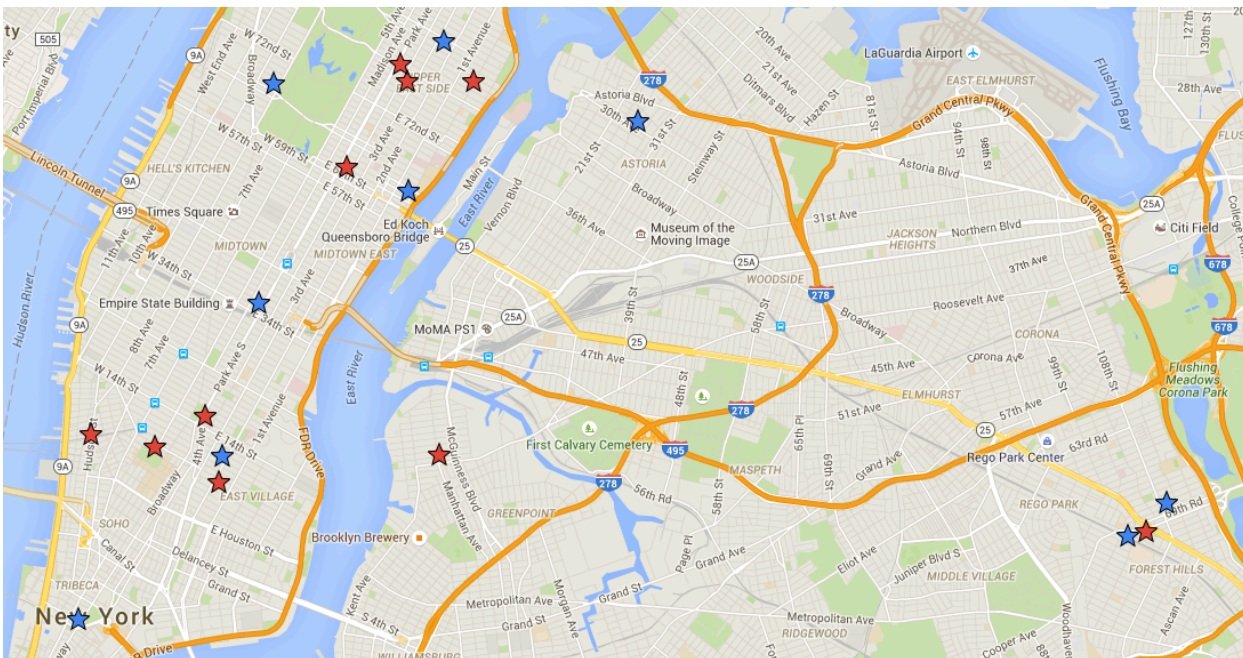 ty
505
9A
W 72nd St
5th Ave
Madison Ave
Park Ave
1st Avenue
Port Imperial Blvd
West End Ave
Broadway
UPPER
EAST SIDE
E 72nd St
3rd Ave
2nd Ave
W 57th St
W 59th St
E 57th St
HELL'S KITCHEN
Lincoln Tunnel
9A
495
Times Square
7th Ave
11th Ave
10th Ave
MIDTOWN
W 34th St
MIDTOWN EAST
3rd Ave
Empire State Building
E 34th St
Ed Koch
Queensboro Bridge
Main St
East River
Vernon Blvd
278
Astoria Blvd
30th Ave
21st St
31st St
ASTORIA
Steinway St
Broadway
36th Ave
20th Ave
21st Ave
Ditmars Blvd
Hazen St
81st St
LaGuardia Airport
EAST ELMHURST
Grand Central Pkwy
94th St
98th St
Astoria Blvd
127th St
130th St
20
Flushing Bay
28th Ave
FLU
31st Ave
Northern Blvd
JACKSON
HEIGHTS
25A
Grand Central Pkwy
Citi Field
College Point
37th Ave
678
Museum of the
Moving Image
25
25A
WOODSIDE
278
58th St
Broadway
Roosevelt Ave
CORONA
Corona Ave
99th St
108th St
678
Flushing
Meadows
Corona Park
Hudson River
9A
8th Ave
7th Ave
W 14th St
Park Ave S
1st Avenue
East River
FDR Drive
MoMA PS1
25A
39th St
25
47th Ave
48th St
45th Ave
ELMHURST
51st Ave
57th Ave
25
63rd Rd
Rego Park Center
278
65th Pl
69th St
Grand Ave
First Calvary Cemetery
495
MASPETH
278
56th Rd
58th St
Hudson St
9A
E 14th St
4th Ave
Broadway
EAST VILLAGE
SOHO
E Houston St
Canal St
Delancey St
Grand St
TRIBECA
New York
McGuinness Blvd
Manhattan Ave
GREENPOINT
Brooklyn Brewery
Kent Ave
S 4th St
WILLIAMSBURG
Metropolitan Ave
Grand St
Morgan Ave
Grand St
Page Pl
Grand Ave
Eliot Ave
Juniper Blvd S
MIDDLE VILLAGE
Metropolitan Ave
RIDGEWOOD
Cooper Ave
88th
Woodhaven
REGO PARK
69th Rd
FOREST HILLS
Ascan Ave